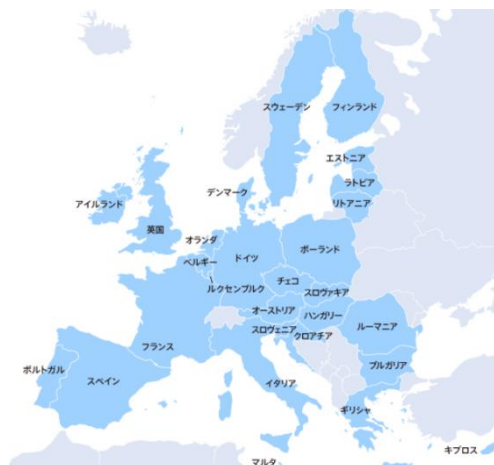 スウェーデン
フィンランド
エストニア
ラトビア
リトアニア
デンマーク
アイルランド
英国
オランダ
ベルギー
ドイツ
ポーランド
ルクセンブルク
チェコ
スロヴァキア
オーストリア
ハンガリー
スロヴェニア
クロアチア
ルーマニア
フランス
ブルガリア
ポルトガル
スペイン
イタリア
ギリシャ
キプロス
マルタ